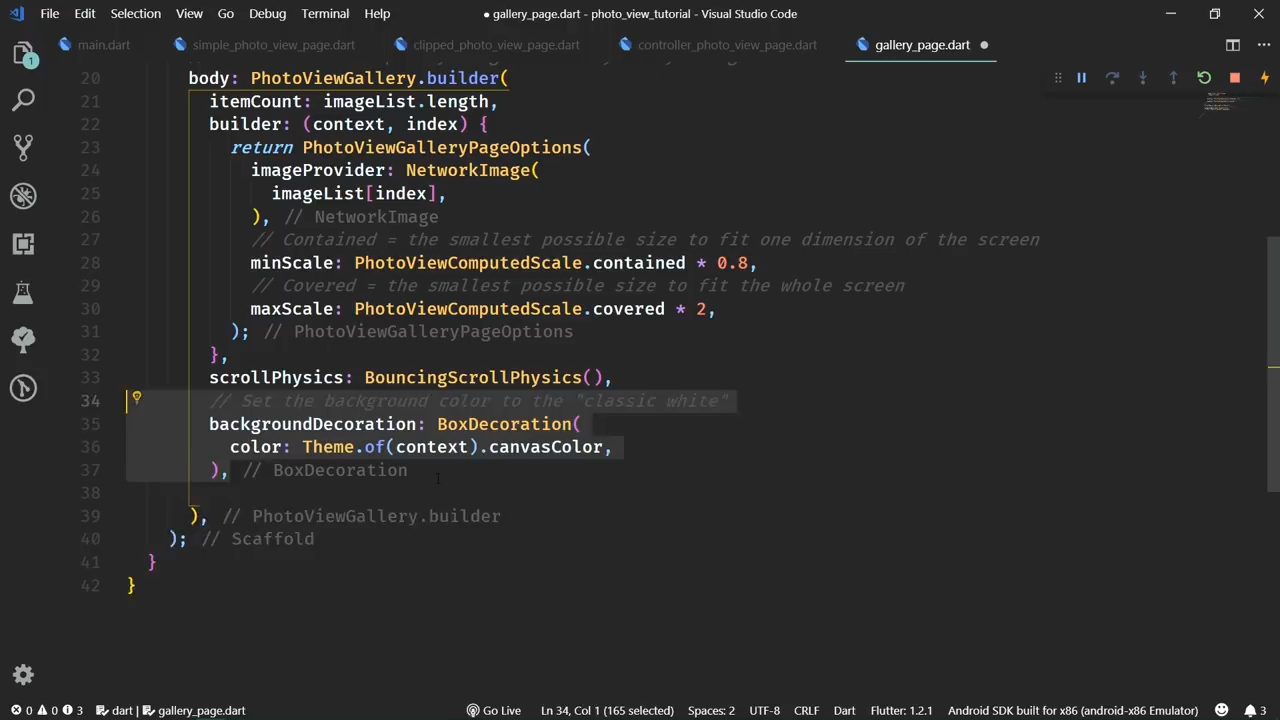 File Edit Selection View Go Debug Terminal Help
● gallery_page.dart - photo_view_tutorial - Visual Studio Code
main.dart simple_photo_view_page.dart clipped_photo_view_page.dart controller_photo_view_page.dart gallery_page.dart
1
20 body: PhotoViewGallery.builder(
21 itemCount: imageList.length,
22 builder: (context, index) {
23 return PhotoViewGalleryPageOptions(
24 imageProvider: NetworkImage(
25 imageList[index],
26 ), // NetworkImage
27 // Contained = the smallest possible size to fit one dimension of the screen
28 minScale: PhotoViewComputedScale.contained * 0.8,
29 // Covered = the smallest possible size to fit the whole screen
30 maxScale: PhotoViewComputedScale.covered * 2,
31 ); // PhotoViewGalleryPageOptions
32 },
33 scrollPhysics: BouncingScrollPhysics(),
34 // Set the background color to the "classic white"
35 backgroundDecoration: BoxDecoration(
36 color: Theme.of(context).canvasColor,
37 ), // BoxDecoration
38
39 ), // PhotoViewGallery.builder
40 ); // Scaffold
41 }
42 }
0 0 3 dart | gallery_page.dart Go Live Ln 34, Col 1 (165 selected) Spaces: 2 UTF-8 CRLF Dart Flutter: 1.2.1 Android SDK built for x86 (android-x86 Emulator) 3